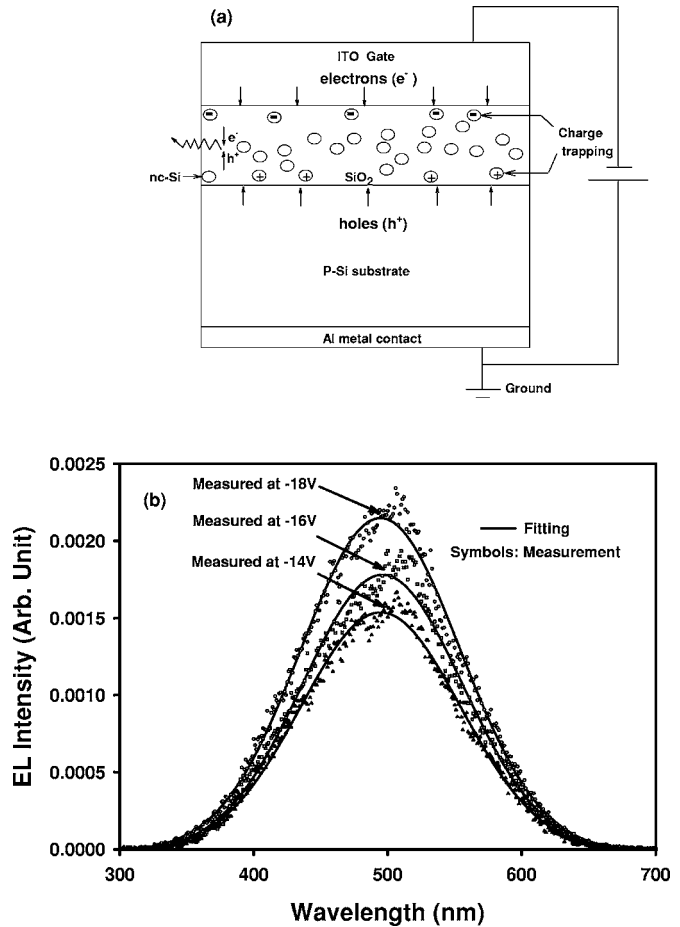 (a)
ITO Gate
electrons (e-)
e-
h+
Charge
trapping
nc-Si
SiO2
holes (h+)
P-Si substrate
Al metal contact
Ground
(b)
Measured at -18V
Measured at -16V
Measured at -14V
Fitting
Symbols: Measurement
EL Intensity (Arb. Unit)
0.0025
0.0020
0.0015
0.0010
0.0005
0.0000
300 400 500 600 700
Wavelength (nm)